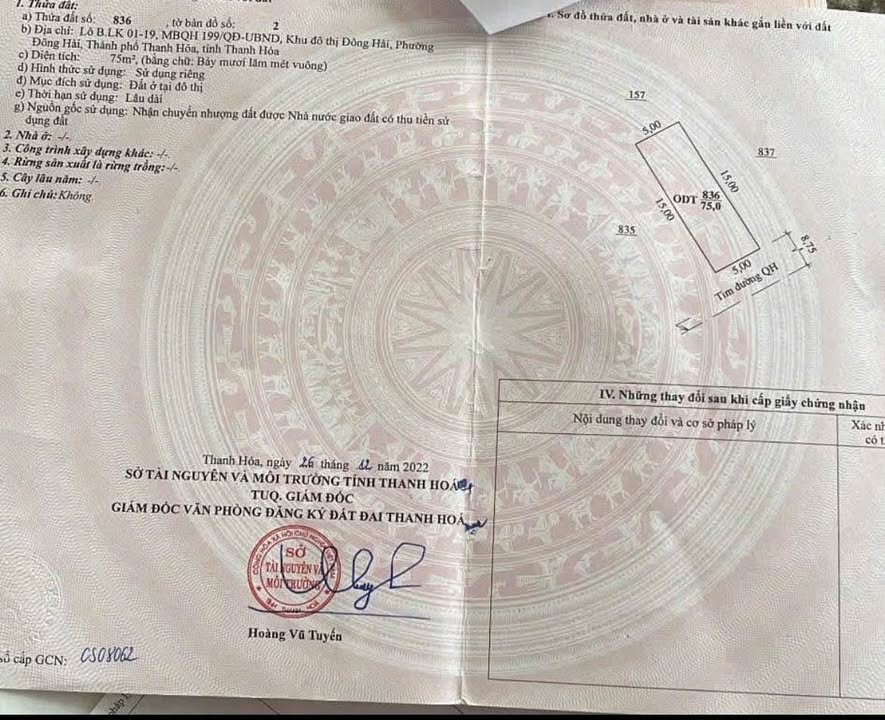 1. Thửa đất:
a) Thửa đất số: 836 , tờ bản đồ số: 2
b) Địa chỉ: Lô B.LK 01-19, MBQH 199/QĐ-UBND, Khu đô thị Đông Hải, Phường
Đông Hải, Thành phố Thanh Hóa, tỉnh Thanh Hóa
c) Diện tích: 75m², (bằng chữ: Bảy mươi lăm mét vuông)
d) Hình thức sử dụng: Sử dụng riêng
đ) Mục đích sử dụng: Đất ở tại đô thị
e) Thời hạn sử dụng: Lâu dài
g) Nguồn gốc sử dụng: Nhận chuyển nhượng đất được Nhà nước giao đất có thu tiền sử
dụng đất
2. Nhà ở: -/-
3. Công trình xây dựng khác: -/-
4. Rừng sản xuất là rừng trồng: -/-
5. Cây lâu năm: -/-
6. Ghi chú: Không
Thanh Hóa, ngày 26 tháng 12 năm 2022
SỞ TÀI NGUYÊN VÀ MÔI TRƯỜNG TỈNH THANH HOÁ
TUQ. GIÁM ĐỐC
GIÁM ĐỐC VĂN PHÒNG ĐĂNG KÝ ĐẤT ĐAI THANH HOÁ
SỞ
TÀI NGUYÊN VÀ
MÔI TRƯỜNG
Hoàng Vũ Tuyến
số cấp GCN: CS08062
Sơ đồ thửa đất, nhà ở và tài sản khác gắn liền với đất
157
5,00
837
15,00
ODT 836
75,0
15,00
835
8,75
5,00
Tim đường QH
IV. Những thay đổi sau khi cấp giấy chứng nhận
Nội dung thay đổi và cơ sở pháp lý
Xác nh
có t